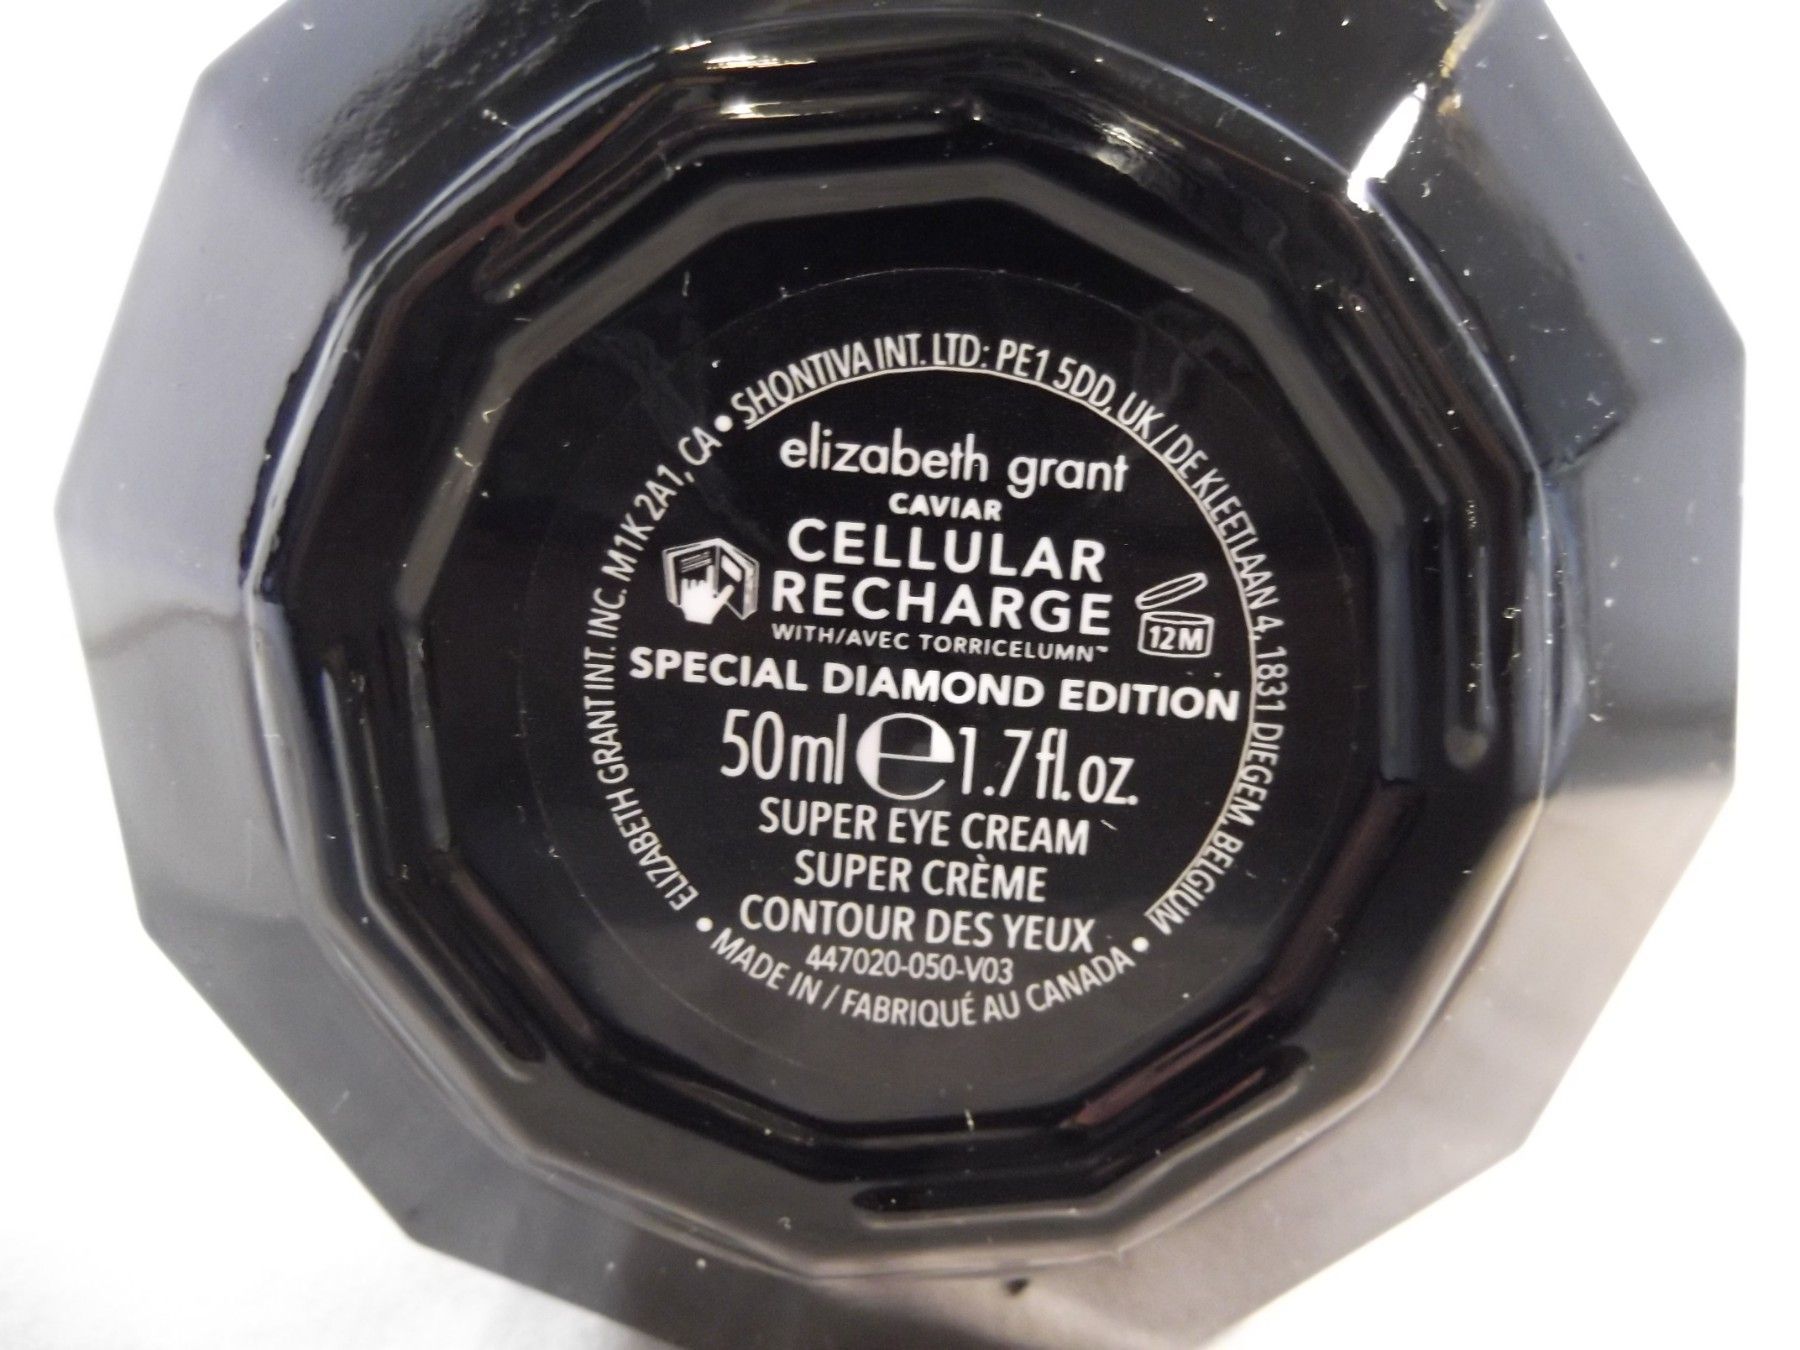 elizabeth grant
CAVIAR
CELLULAR
RECHARGE
WITH/AVEC TORRICELUMN™
12M
SPECIAL DIAMOND EDITION
50ml e 1.7fl.oz.
SUPER EYE CREAM
SUPER CRÈME
CONTOUR DES YEUX
447020-050-V03
• ELIZABETH GRANT INT. INC. M1K 2A1, CA • SHONTIVA INT. LTD: PE1 5DD, UK / DE KLEETLAAN 4, 1831 DIEGEM, BELGIUM
• MADE IN / FABRIQUÉ AU CANADA •